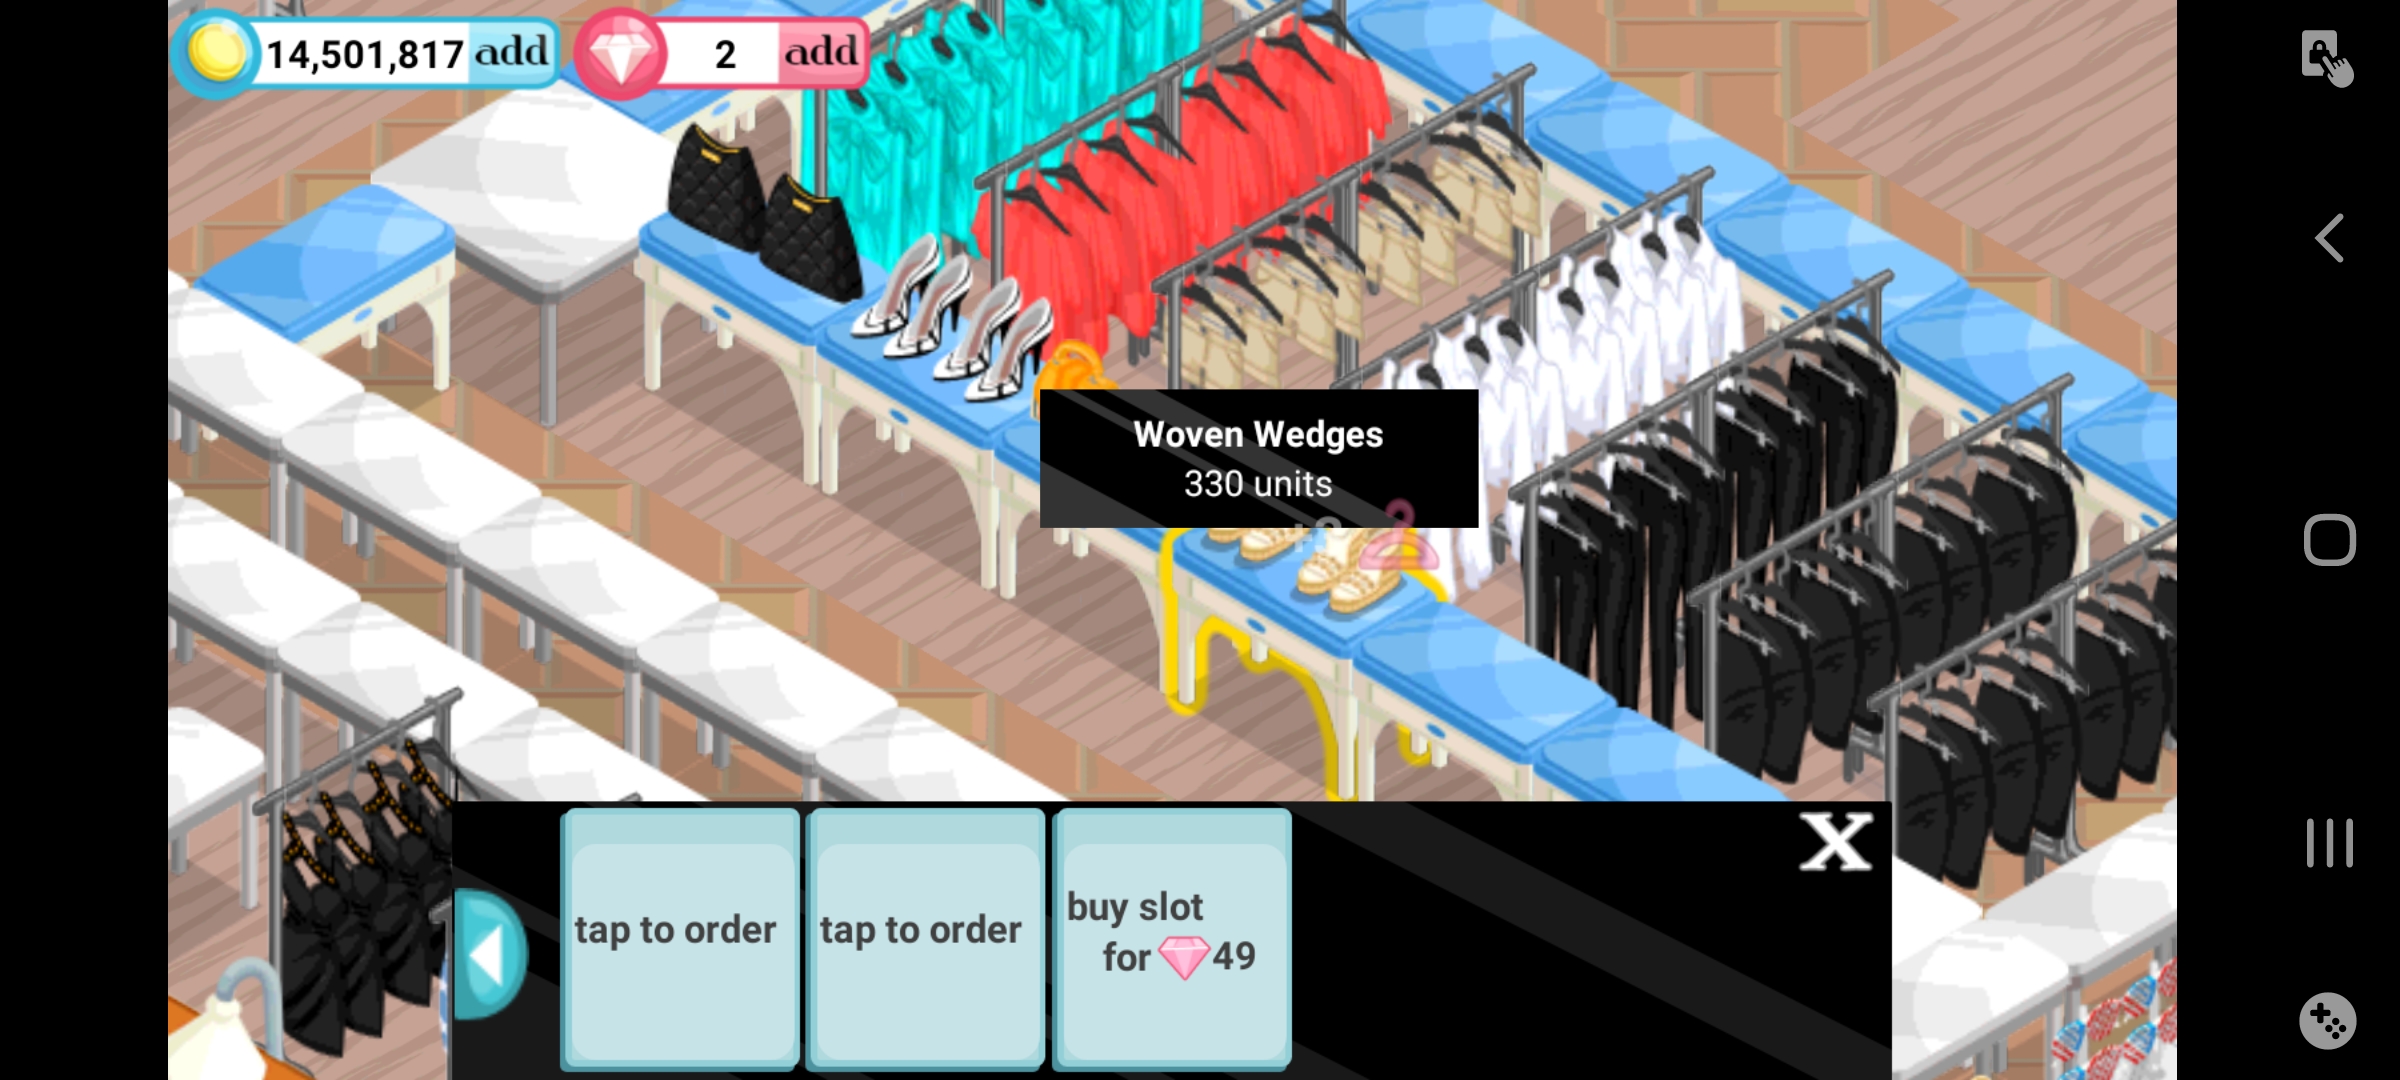 14,501,817 add
2 add
Woven Wedges
330 units
tap to order
tap to order
buy slot
for 49
X